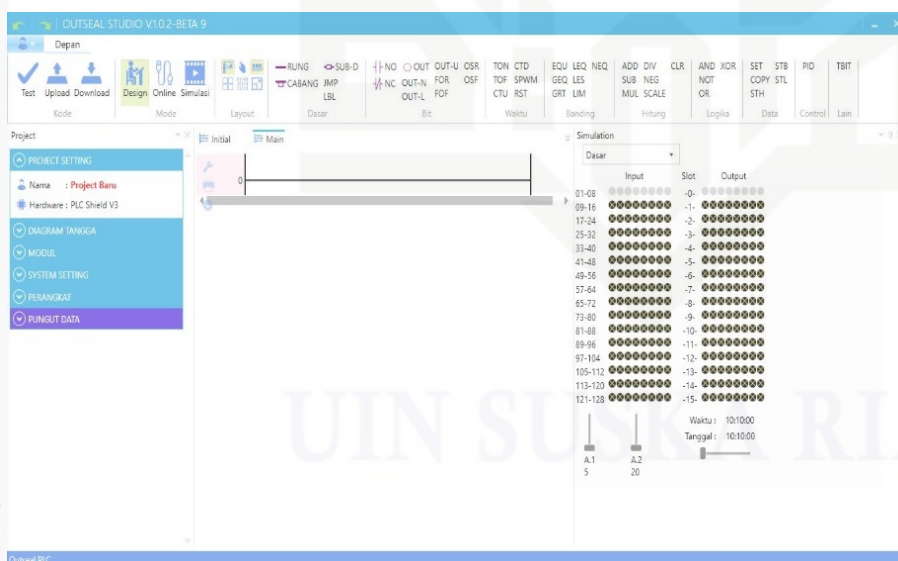 OUTSEAL STUDIO V.1.0.2-BETA 9
Depan
RUNG SUB-D NO OUT OUT-U OSR TON CTD EQU LEQ NEQ ADD DIV CLR AND XOR SET STB PID TBIT
CABANG JMP NC OUT-N FOR OSF TOF SPWM GEQ LES SUB NEG NOT COPY STL
LBL OUT-L FOF CTU RST GRT LIM MUL SCALE OR STH
Test Upload Download Design Online Simulasi
Kode Mode Layout Dasar Bit Waktu Banding Hitung Logika Data Control Lain
Project
PROJECT SETTING
Nama : Project Baru
Hardware : PLC Shield V3
DIAGRAM TANGGA
MODUL
SYSTEM SETTING
PERANGKAT
PUNGUT DATA
Initial Main
0
Simulation
Dasar
Input Slot Output
01-08 -0-
09-16 -1-
17-24 -2-
25-32 -3-
33-40 -4-
41-48 -5-
49-56 -6-
57-64 -7-
65-72 -8-
73-80 -9-
81-88 -10-
89-96 -11-
97-104 -12-
105-112 -13-
113-120 -14-
121-128 -15-
Waktu : 10:10:00
Tanggal : 10:10:00
A.1 A.2
5 20
UIN SUSKA RI
Outseal PLC